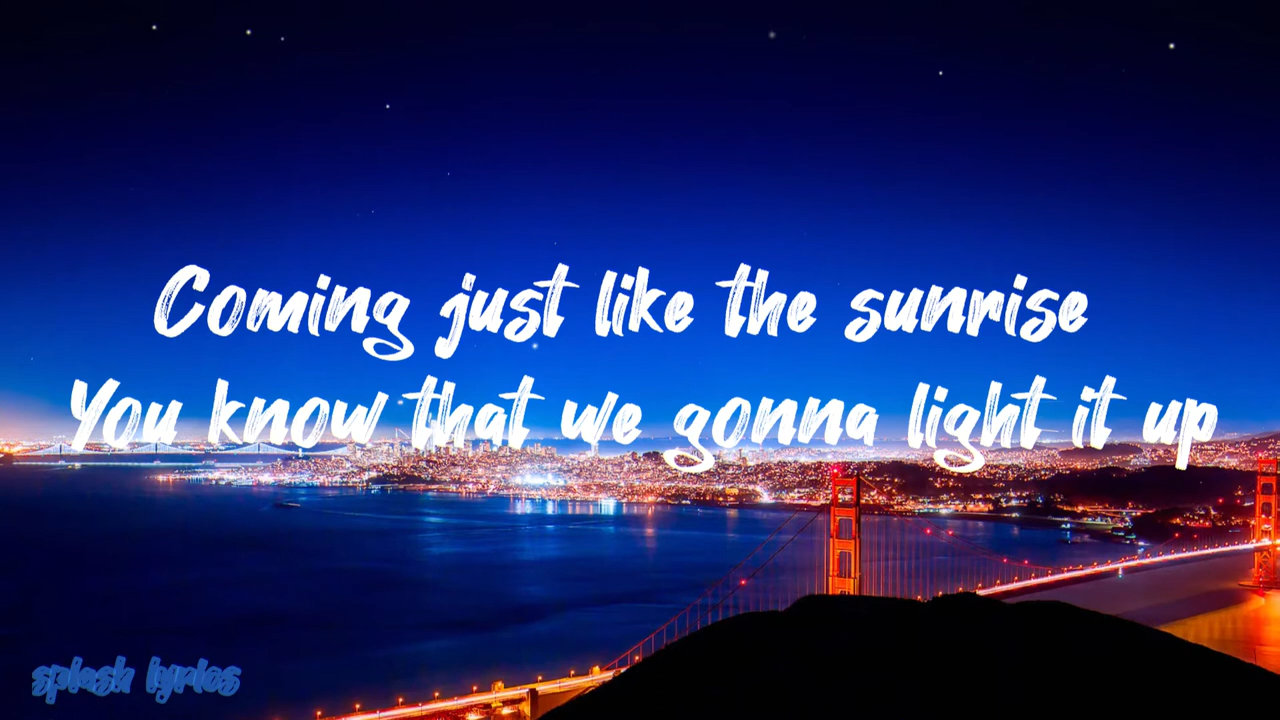 Coming just like the sunrise
You know that we gonna light it up
splash lyrics